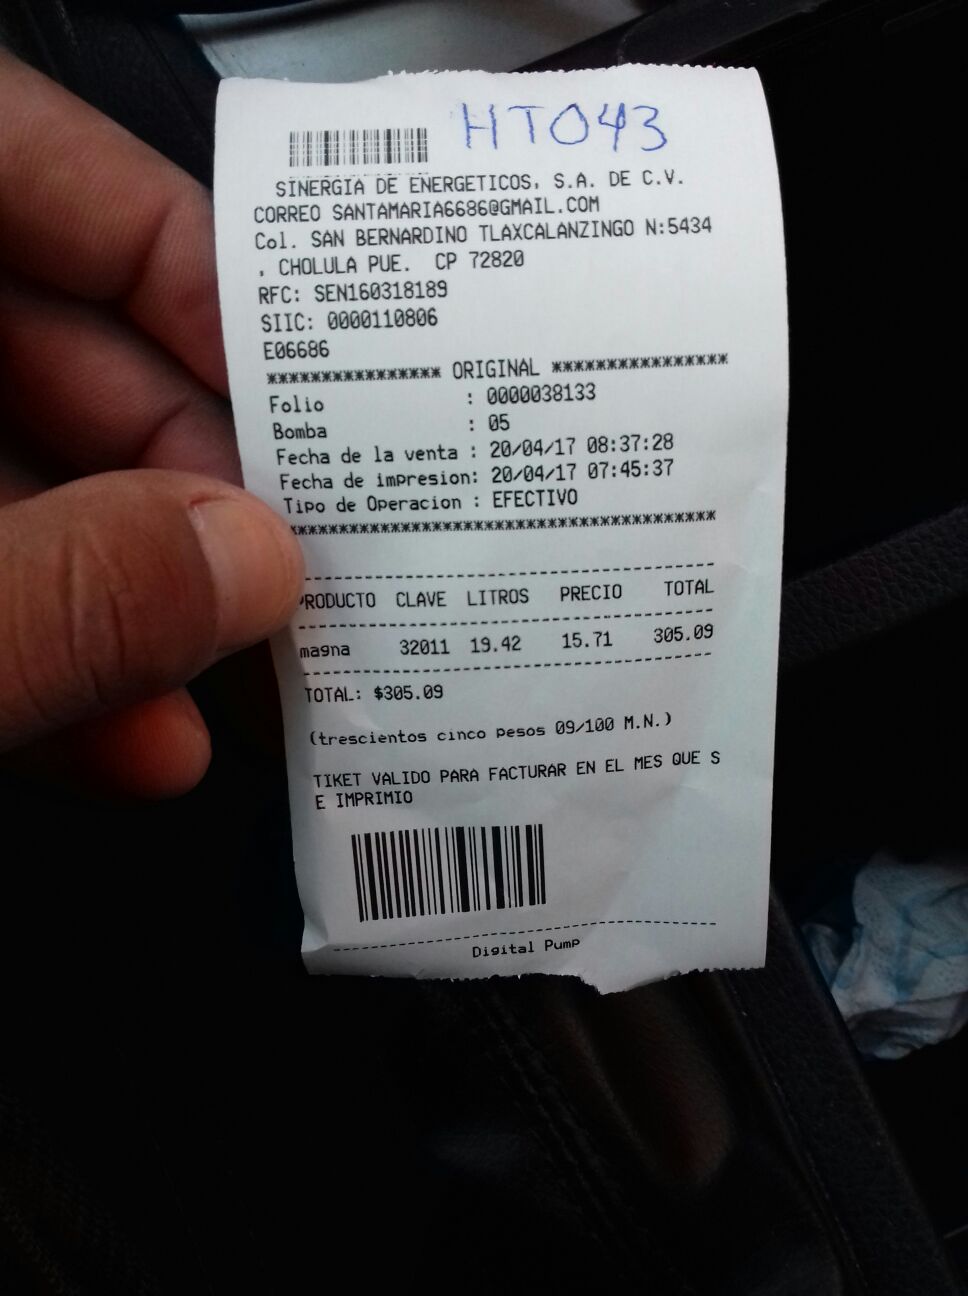 HT043
SINERGIA DE ENERGETICOS, S.A. DE C.V.
CORREO SANTAMARIA6686@GMAIL.COM
Col. SAN BERNARDINO TLAXCALANZINGO N:5434
, CHOLULA PUE. CP 72820
RFC: SEN160318189
SIIC: 0000110806
E06686
**************** ORIGINAL ****************
Folio : 0000038133
Bomba : 05
Fecha de la venta : 20/04/17 08:37:28
Fecha de impresion: 20/04/17 07:45:37
Tipo de Operacion : EFECTIVO
****************************************
----------------------------------------
PRODUCTO CLAVE LITROS PRECIO TOTAL
----------------------------------------
magna 32011 19.42 15.71 305.09
----------------------------------------
TOTAL: $305.09
(trescientos cinco pesos 09/100 M.N.)
TIKET VALIDO PARA FACTURAR EN EL MES QUE S
E IMPRIMIO
----------------------------------------
Digital Pump